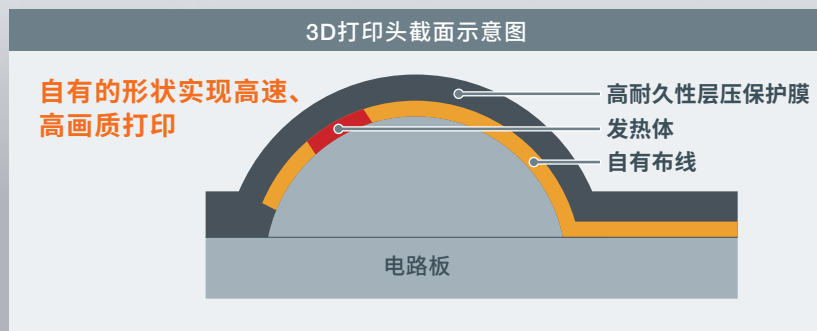 3D打印头截面示意图
自有的形状实现高速、
高画质打印
高耐久性层压保护膜
发热体
自有布线
电路板